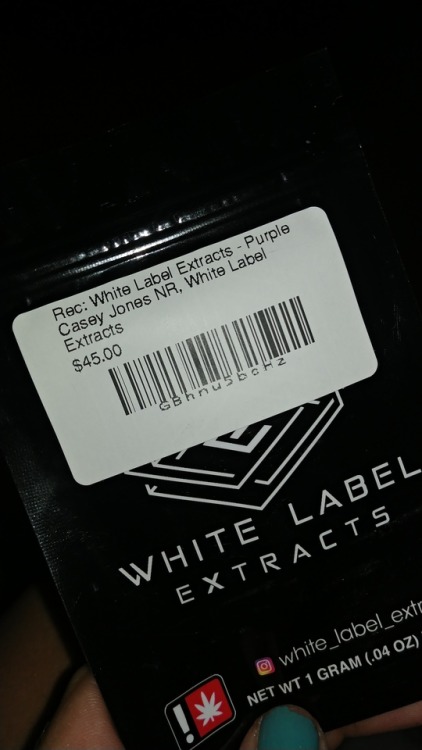 Rec: White Label Extracts - Purple
Casey Jones NR, White Label
Extracts
$45.00
GBhnu5bcHz
WHITE LABEL
EXTRACTS
white_label_extr
NET WT 1 GRAM (.04 OZ)
!